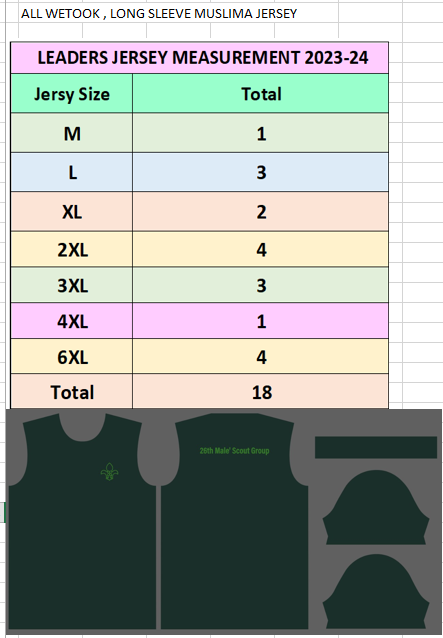 ALL WETOOK , LONG SLEEVE MUSLIMA JERSEY
LEADERS JERSEY MEASUREMENT 2023-24
Jersy Size Total
M 1
L 3
XL 2
2XL 4
3XL 3
4XL 1
6XL 4
Total 18
26th Male' Scout Group